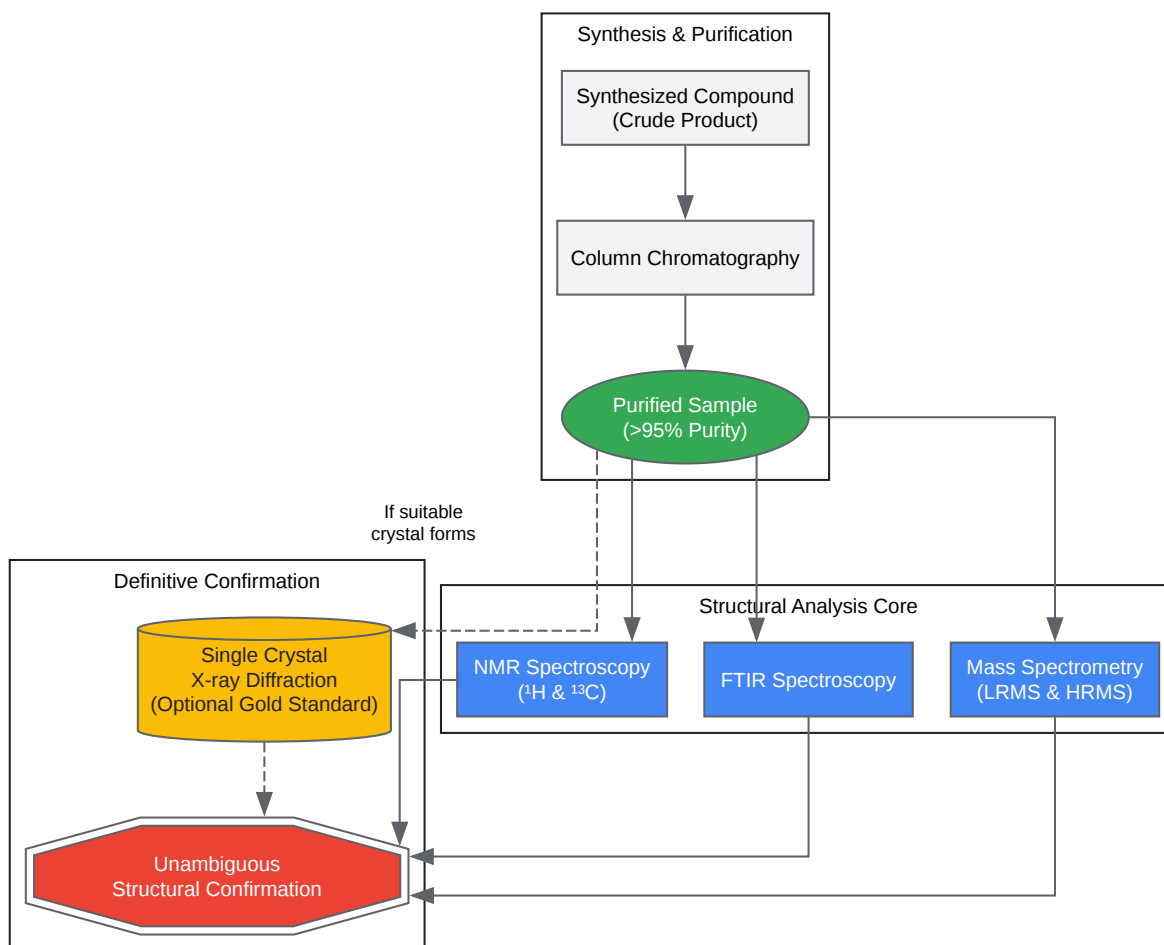 Synthesis & Purification
Synthesized Compound
(Crude Product)
Column Chromatography
Purified Sample
(>95% Purity)
If suitable
crystal forms
Definitive Confirmation
Single Crystal
X-ray Diffraction
(Optional Gold Standard)
Structural Analysis Core
NMR Spectroscopy
(¹H & ¹³C)
FTIR Spectroscopy
Mass Spectrometry
(LRMS & HRMS)
Unambiguous
Structural Confirmation